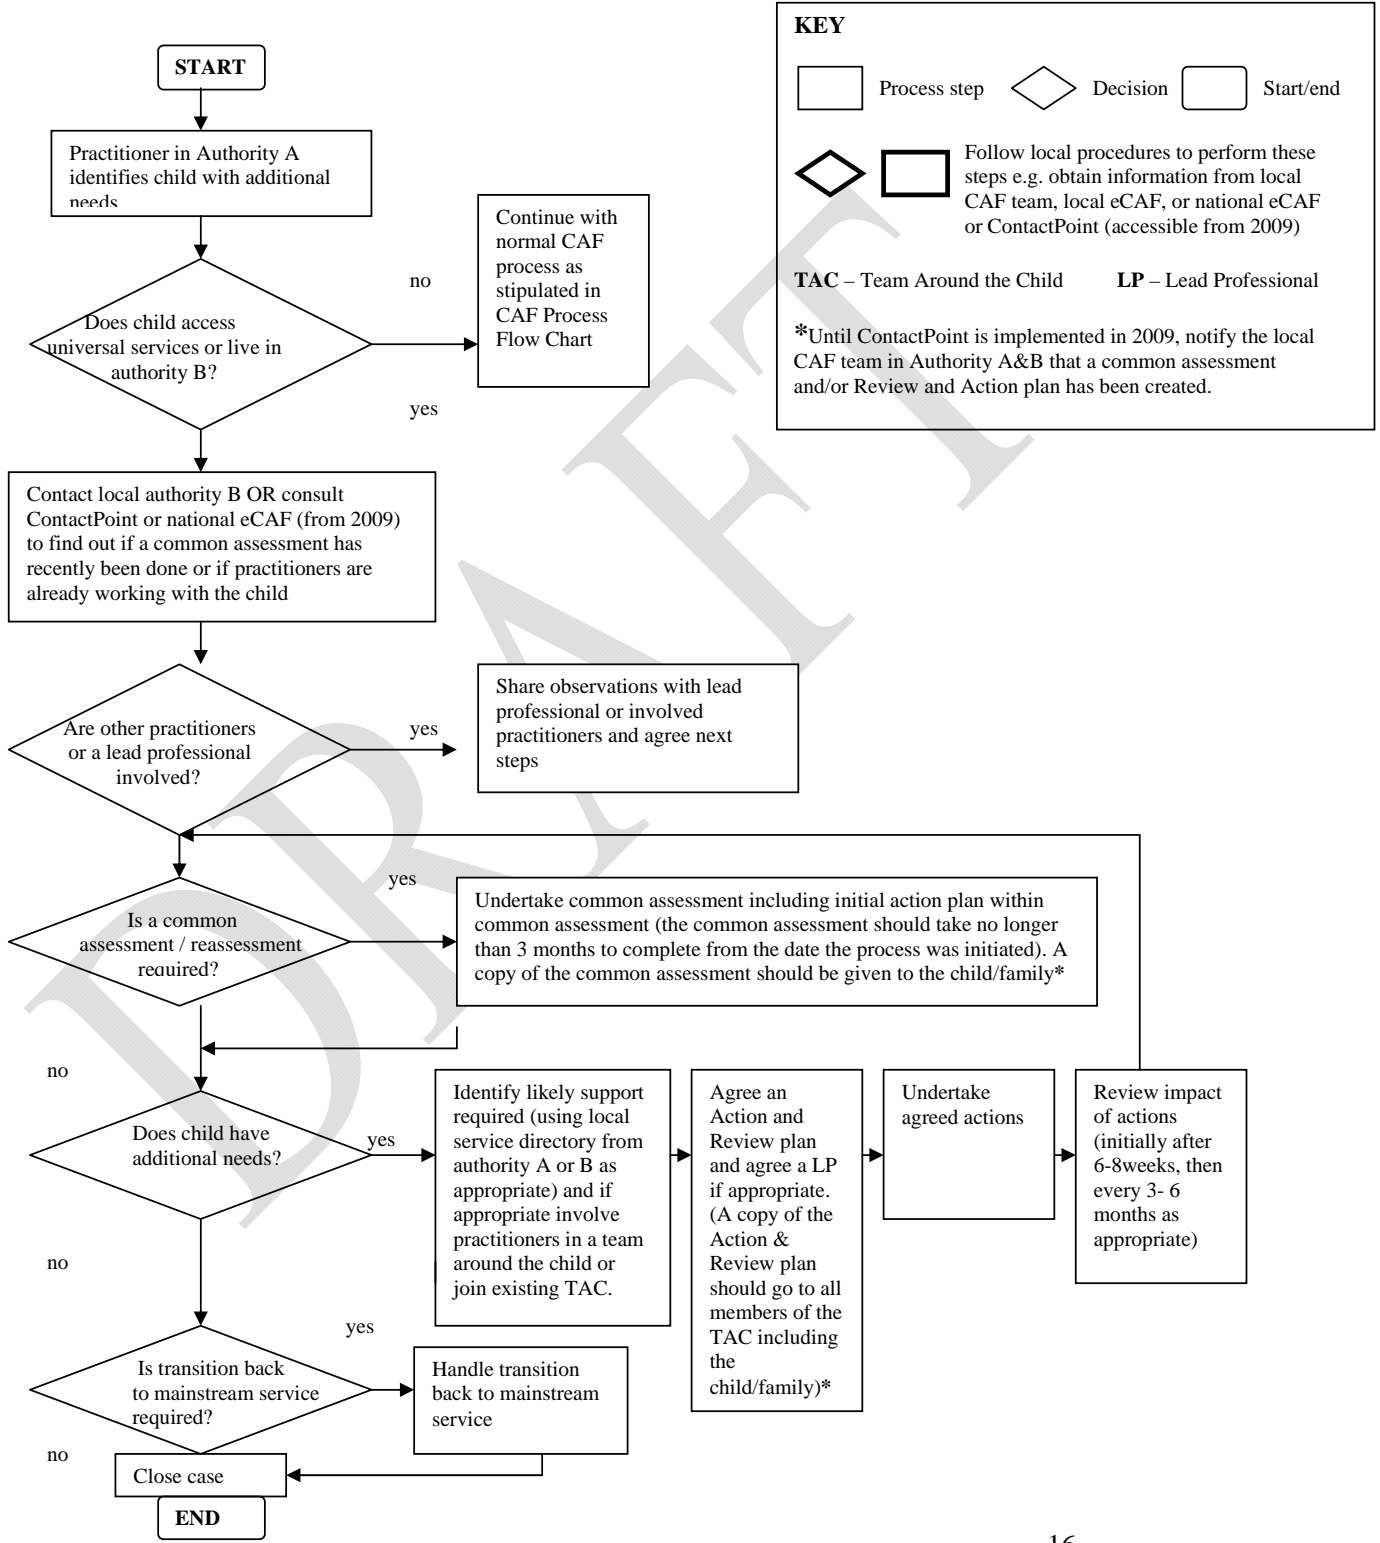 START
Practitioner in Authority A
identifies child with additional
needs
Does child access
universal services or live in
authority B?
no
yes
Continue with
normal CAF
process as
stipulated in
CAF Process
Flow Chart
KEY
Process step
Decision
Start/end
Follow local procedures to perform these
steps e.g. obtain information from local
CAF team, local eCAF, or national eCAF
or ContactPoint (accessible from 2009)
TAC – Team Around the Child LP – Lead Professional
*Until ContactPoint is implemented in 2009, notify the local
CAF team in Authority A&B that a common assessment
and/or Review and Action plan has been created.
Contact local authority B OR consult
ContactPoint or national eCAF (from 2009)
to find out if a common assessment has
recently been done or if practitioners are
already working with the child
Are other practitioners
or a lead professional
involved?
yes
Share observations with lead
professional or involved
practitioners and agree next
steps
Is a common
assessment / reassessment
required?
yes
Undertake common assessment including initial action plan within
common assessment (the common assessment should take no longer
than 3 months to complete from the date the process was initiated). A
copy of the common assessment should be given to the child/family*
no
Does child have
additional needs?
yes
Identify likely support
required (using local
service directory from
authority A or B as
appropriate) and if
appropriate involve
practitioners in a team
around the child or
join existing TAC.
Agree an
Action and
Review plan
and agree a LP
if appropriate.
(A copy of the
Action &
Review plan
should go to all
members of the
TAC including
the
child/family)*
Undertake
agreed actions
Review impact
of actions
(initially after
6-8weeks, then
every 3- 6
months as
appropriate)
no
Is transition back
to mainstream service
required?
yes
Handle transition
back to mainstream
service
no
Close case
END
DRAFT
16